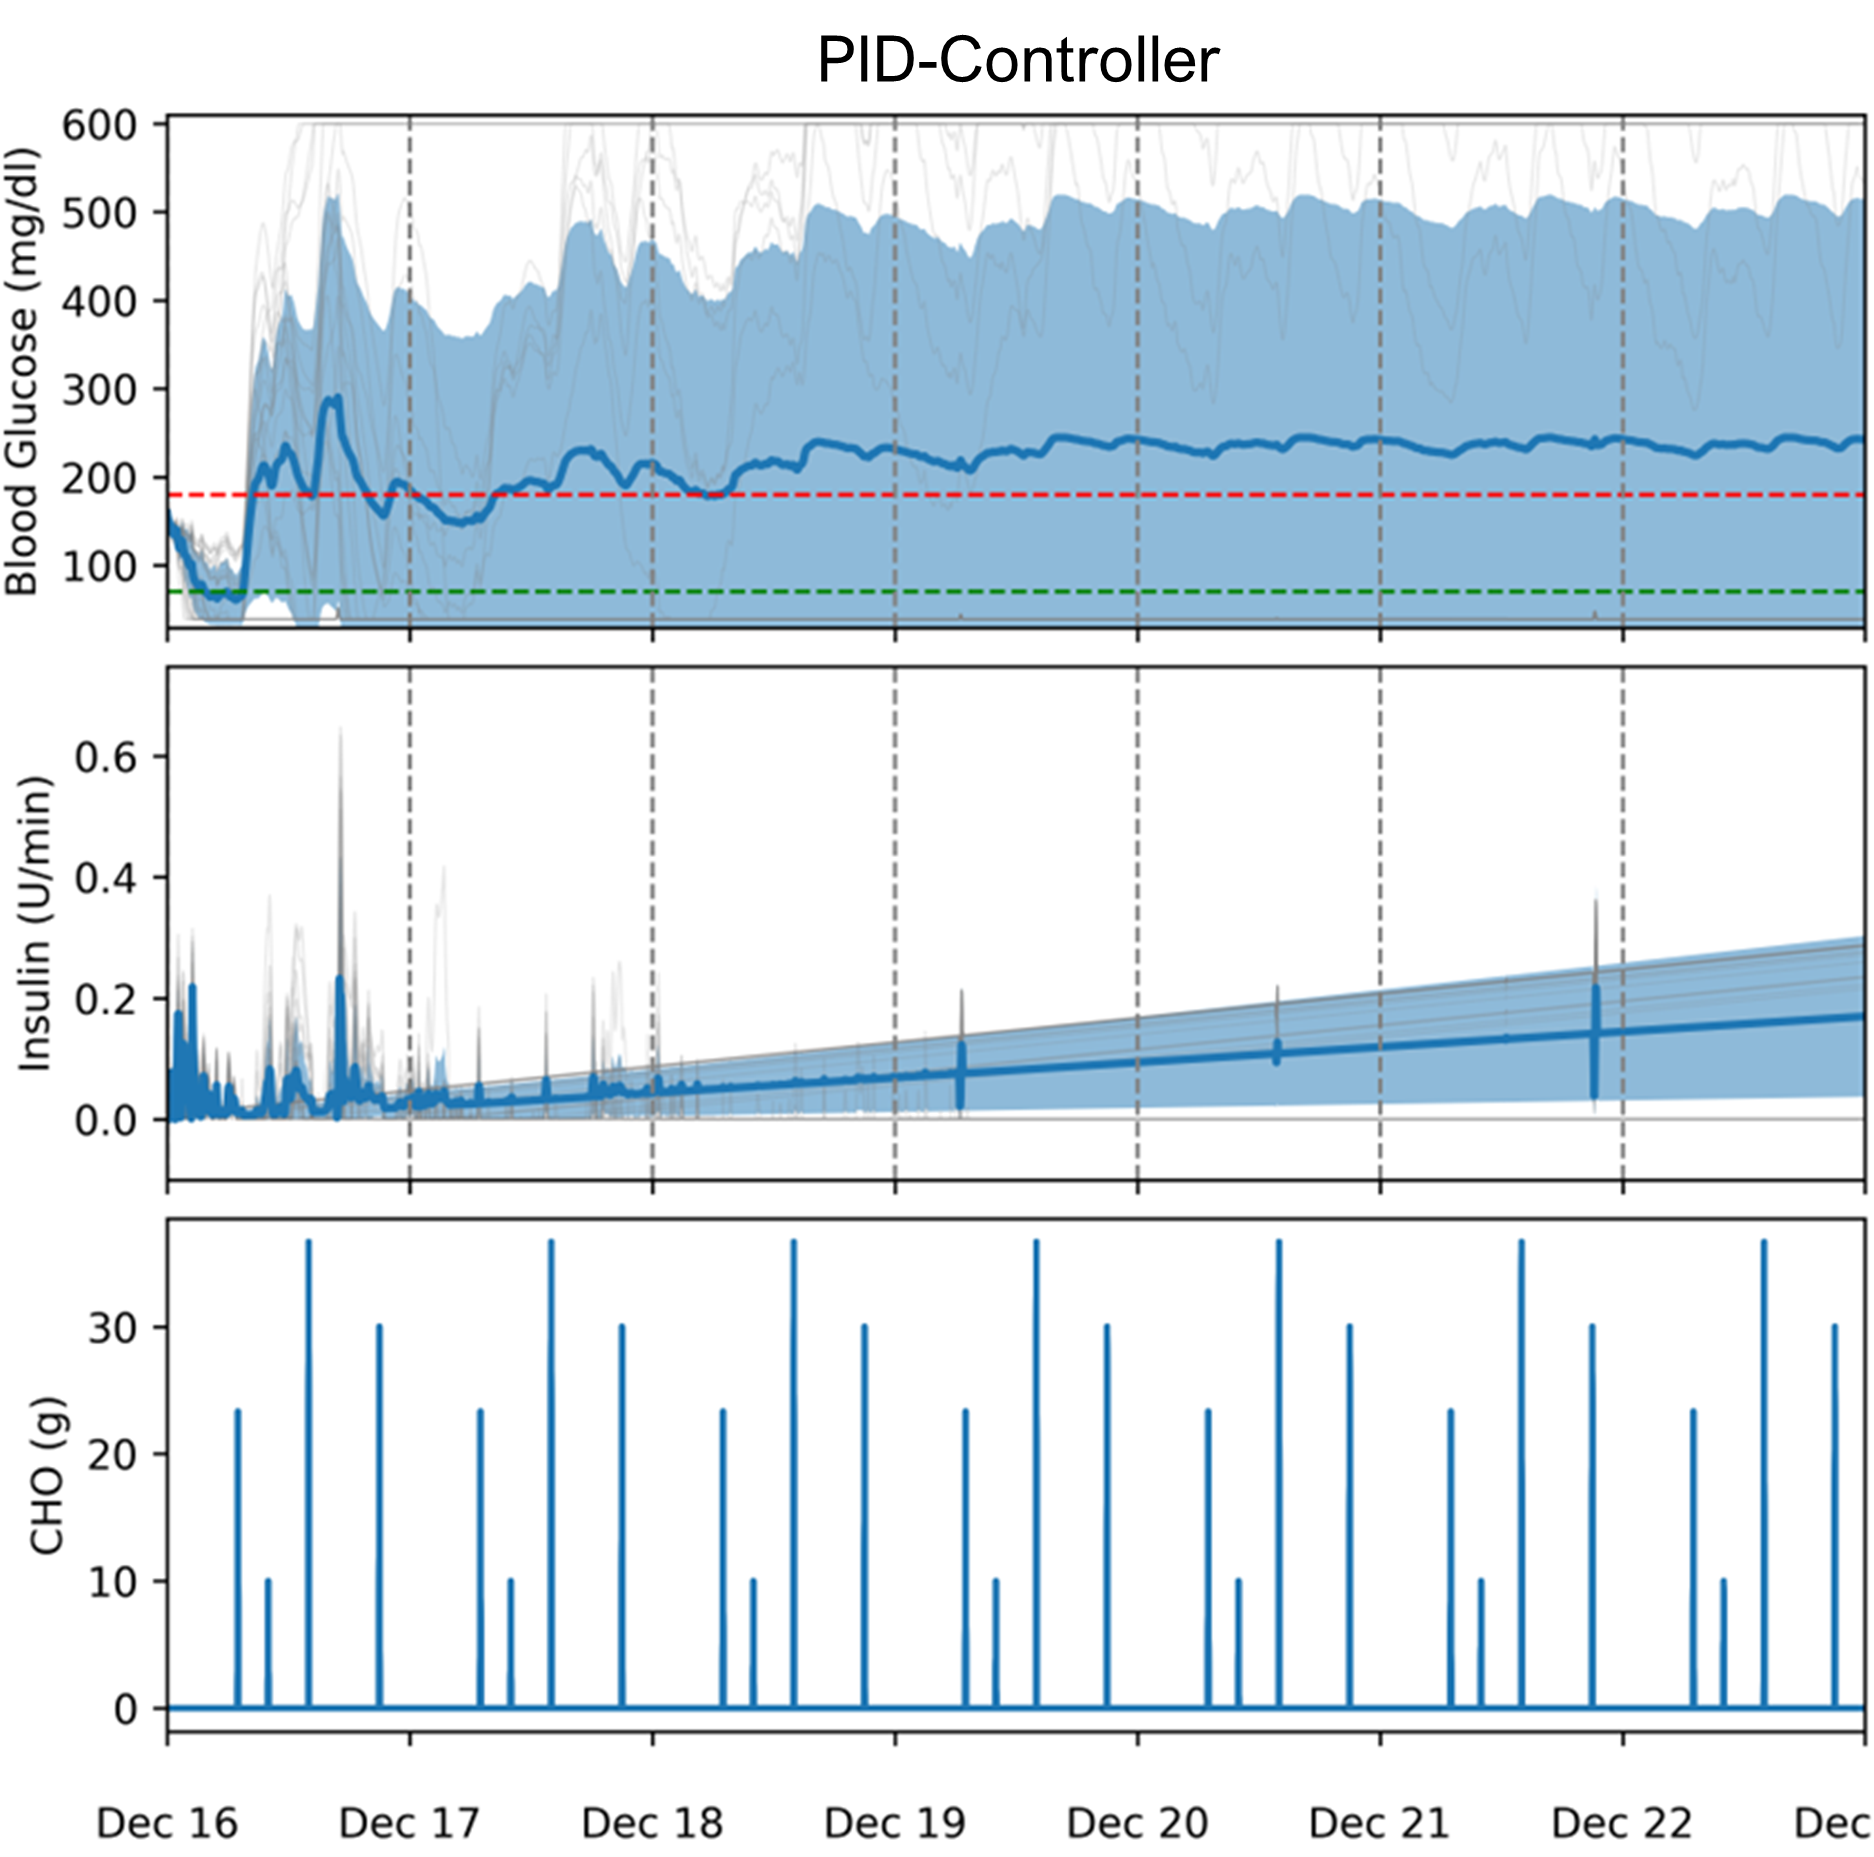 PID-Controller
Blood Glucose (mg/dl)
600
500
400
300
200
100
Insulin (U/min)
0.6
0.4
0.2
0.0
CHO (g)
30
20
10
0
Dec 16 Dec 17 Dec 18 Dec 19 Dec 20 Dec 21 Dec 22 Dec